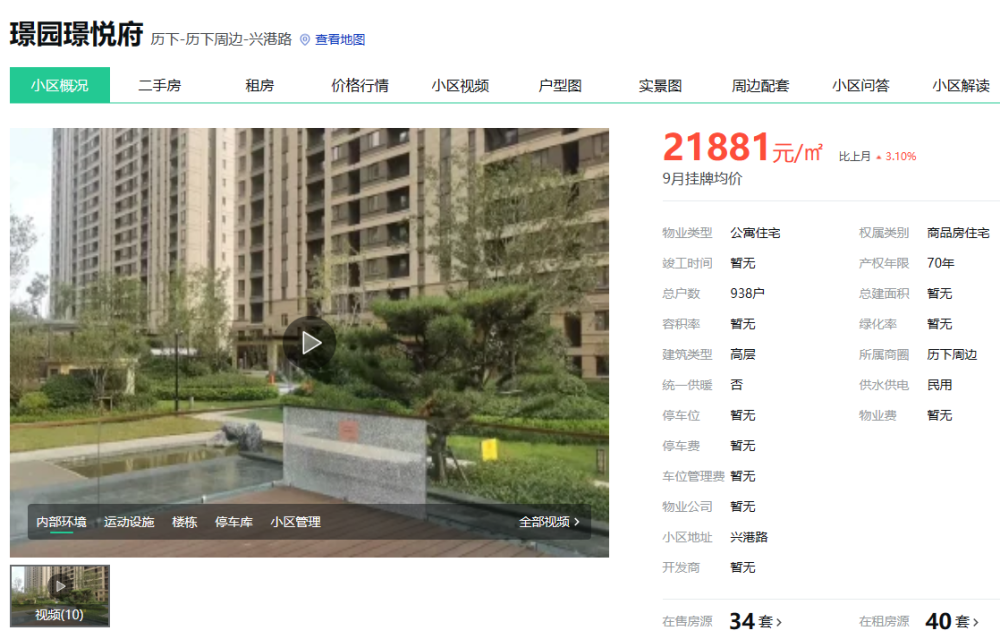 璟园璟悦府 历下-历下周边-兴港路 查看地图
小区概况 二手房 租房 价格行情 小区视频 户型图 实景图 周边配套 小区问答 小区解读
21881元/㎡ 比上月 3.10%
9月挂牌均价
物业类型 公寓住宅 权属类别 商品房住宅
竣工时间 暂无 产权年限 70年
总户数 938户 总建面积 暂无
容积率 暂无 绿化率 暂无
建筑类型 高层 所属商圈 历下周边
统一供暖 否 供水供电 民用
停车位 暂无 物业费 暂无
停车费 暂无
车位管理费 暂无
物业公司 暂无
小区地址 兴港路
开发商 暂无
内部环境 运动设施 楼栋 停车库 小区管理 全部视频
视频(10)
在售房源 34 套 在租房源 40 套